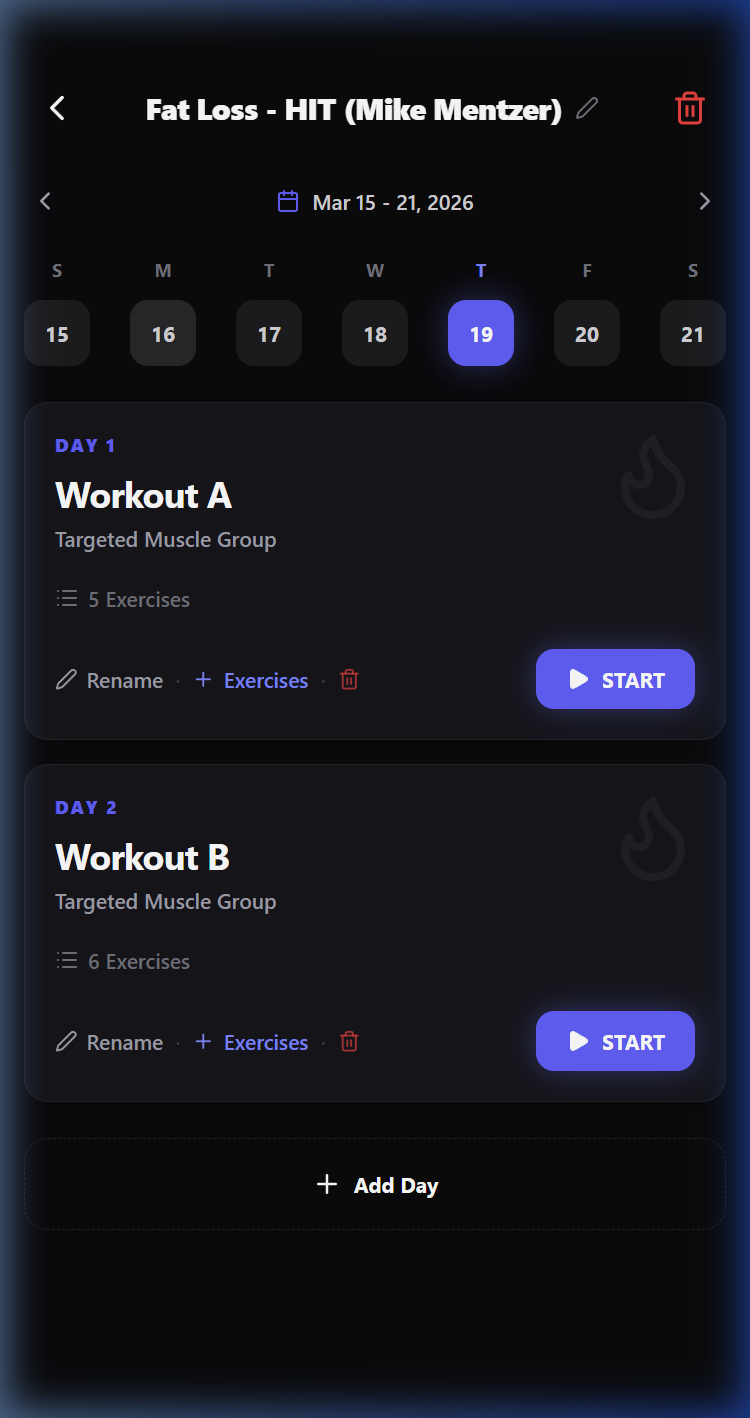 Fat Loss - HIT (Mike Mentzer)
Mar 15 - 21, 2026
S M T W T F S
15 16 17 18 19 20 21
DAY 1
Workout A
Targeted Muscle Group
5 Exercises
Rename · + Exercises ·
START
DAY 2
Workout B
Targeted Muscle Group
6 Exercises
Rename · + Exercises ·
START
+ Add Day